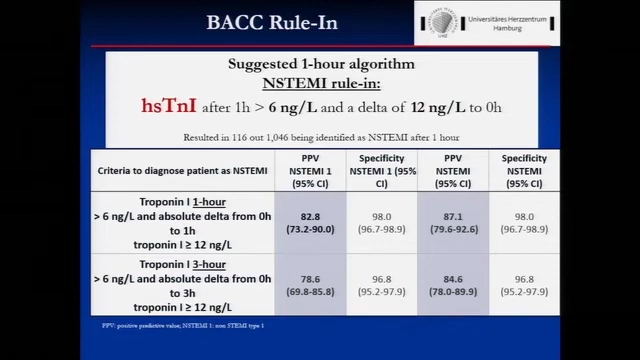 BACC Rule-In
Universitäres Herzzentrum
Hamburg
UHZ
Suggested 1-hour algorithm
NSTEMI rule-in:
hsTnI after 1h > 6 ng/L and a delta of 12 ng/L to 0h
Resulted in 116 out 1,046 being identified as NSTEMI after 1 hour
Criteria to diagnose patient as NSTEMI
PPV
NSTEMI 1
(95% CI)
Specificity
NSTEMI 1 (95%
CI)
PPV
NSTEMI
(95% CI)
Specificity
NSTEMI
(95% CI)
Troponin I 1-hour
> 6 ng/L and absolute delta from 0h
to 1h
troponin I ≥ 12 ng/L
82.8
(73.2-90.0)
98.0
(96.7-98.9)
87.1
(79.6-92.6)
98.0
(96.7-98.9)
Troponin I 3-hour
> 6 ng/L and absolute delta from 0h
to 3h
troponin I ≥ 12 ng/L
78.6
(69.8-85.8)
96.8
(95.2-97.9)
84.6
(78.0-89.9)
96.8
(95.2-97.9)
PPV: positive predictive value; NSTEMI 1: non STEMI type 1